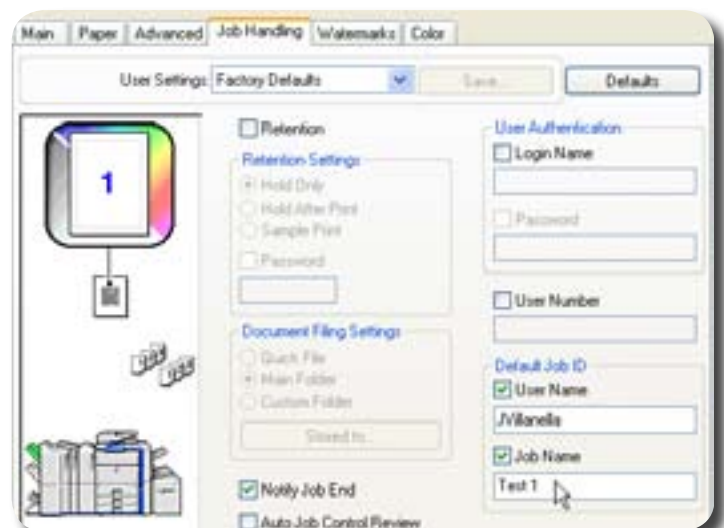 Main Paper Advanced Job Handling Watermarks Color
User Settings: Factory Defaults Save... Defaults
1
Retention
Retention Settings
Hold Only
Hold After Print
Sample Print
Password
Document Filing Settings
Quick File
Main Folder
Custom Folder
Stored to...
Notify Job End
Auto Job Control Review
User Authentication
Login Name
Password
User Number
Default Job ID
User Name
JVillanella
Job Name
Test 1